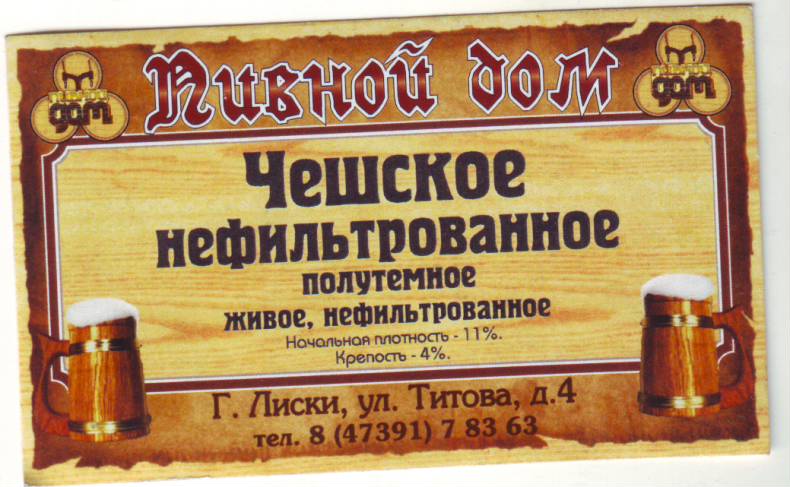 Пивной дом
Чешское
нефильтрованное
полутемное
живое, нефильтрованное
Начальная плотность - 11%.
Крепость - 4%.
Г. Лиски, ул. Титова, д.4
тел. 8 (47391) 7 83 63